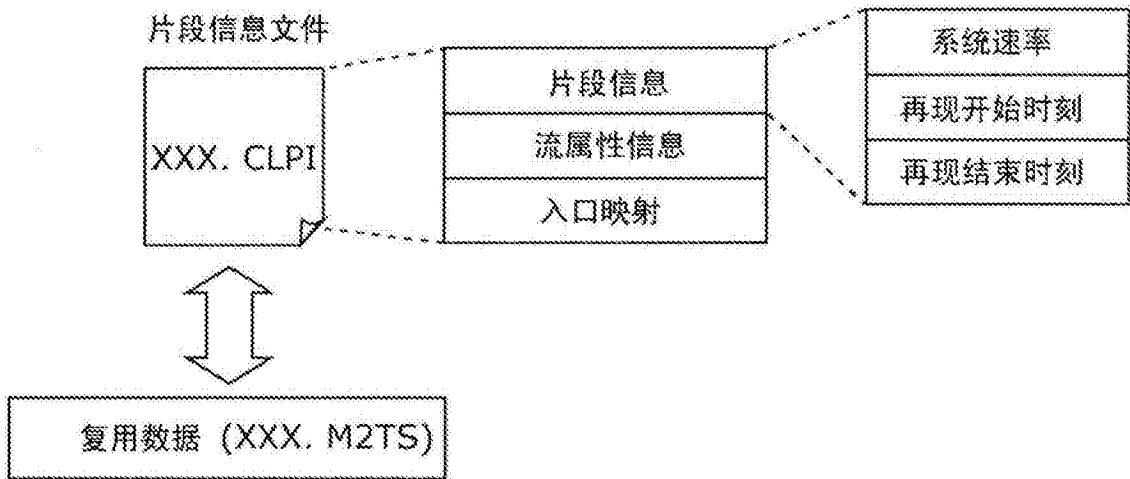 片段信息文件
XXX. CLPI
片段信息
流属性信息
入口映射
系统速率
再现开始时刻
再现结束时刻
复用数据 (XXX. M2TS)